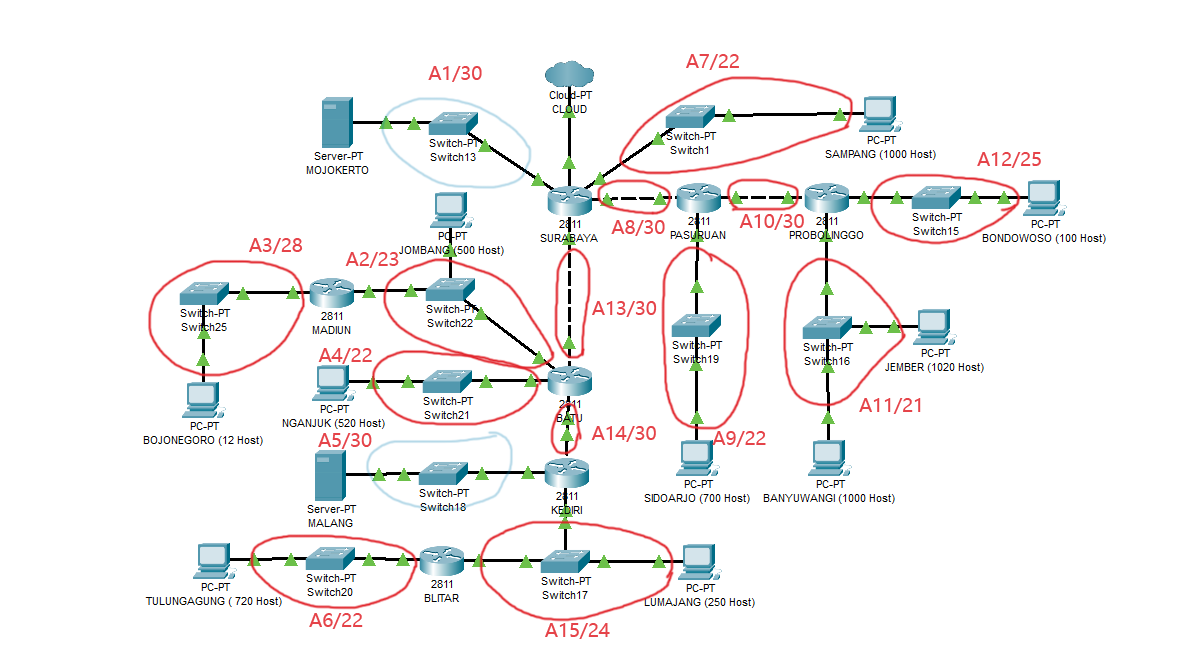 A1/30
A7/22
Cloud-PT
CLOUD
Server-PT
MOJOKERTO
Switch-PT
Switch13
Switch-PT
Switch1
PC-PT
SAMPANG (1000 Host)
A12/25
2811
SURABAYA
A8/30
2811
PASURUAN
A10/30
2811
PROBOLINGGO
Switch-PT
Switch15
PC-PT
BONDOWOSO (100 Host)
A3/28
A2/23
PC-PT
JOMBANG (500 Host)
Switch-PT
Switch25
2811
MADIUN
Switch-PT
Switch22
A13/30
Switch-PT
Switch19
Switch-PT
Switch16
PC-PT
JEMBER (1020 Host)
A4/22
PC-PT
NGANJUK (520 Host)
Switch-PT
Switch21
2811
BATU
A11/21
PC-PT
BOJONEGORO (12 Host)
A5/30
A14/30
A9/22
Server-PT
MALANG
Switch-PT
Switch18
2811
KEDIRI
PC-PT
SIDOARJO (700 Host)
PC-PT
BANYUWANGI (1000 Host)
PC-PT
TULUNGAGUNG ( 720 Host)
Switch-PT
Switch20
2811
BLITAR
Switch-PT
Switch17
PC-PT
LUMAJANG (250 Host)
A6/22
A15/24